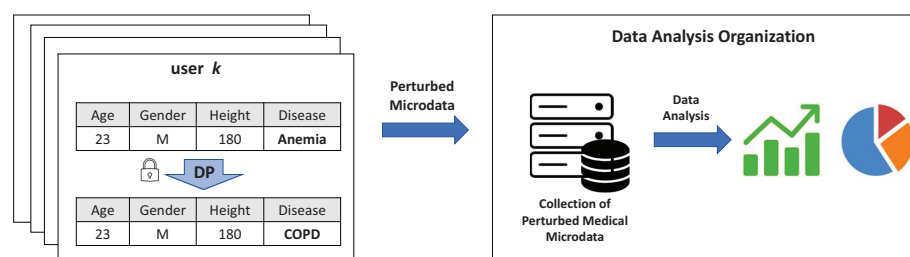 user k
Age Gender Height Disease
23 M 180 Anemia
DP
Age Gender Height Disease
23 M 180 COPD
Perturbed
Microdata
Data Analysis Organization
Collection of
Perturbed Medical
Microdata
Data
Analysis